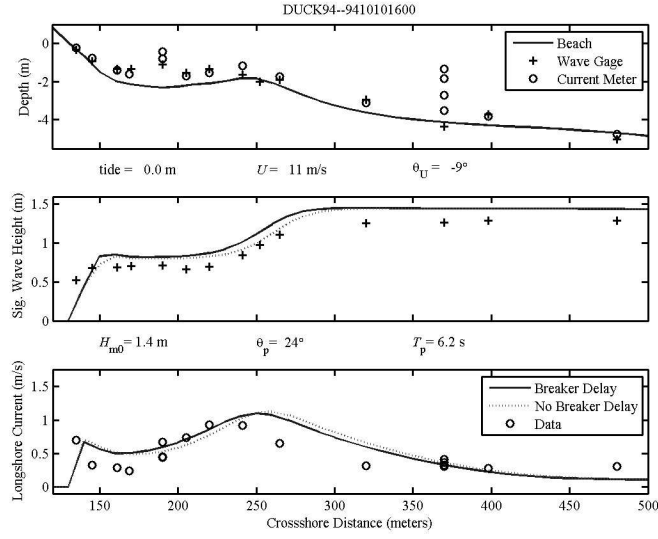 DUCK94--9410101600
Depth (m)
0
-2
-4
Beach
Wave Gage
Current Meter
tide = 0.0 m U = 11 m/s θU = -9°
Sig. Wave Height (m)
1.5
1
0.5
0
Hm0 = 1.4 m θp = 24° Tp = 6.2 s
Longshore Current (m/s)
1.5
1
0.5
0
Breaker Delay
No Breaker Delay
Data
150 200 250 300 350 400 450 500
Crossshore Distance (meters)